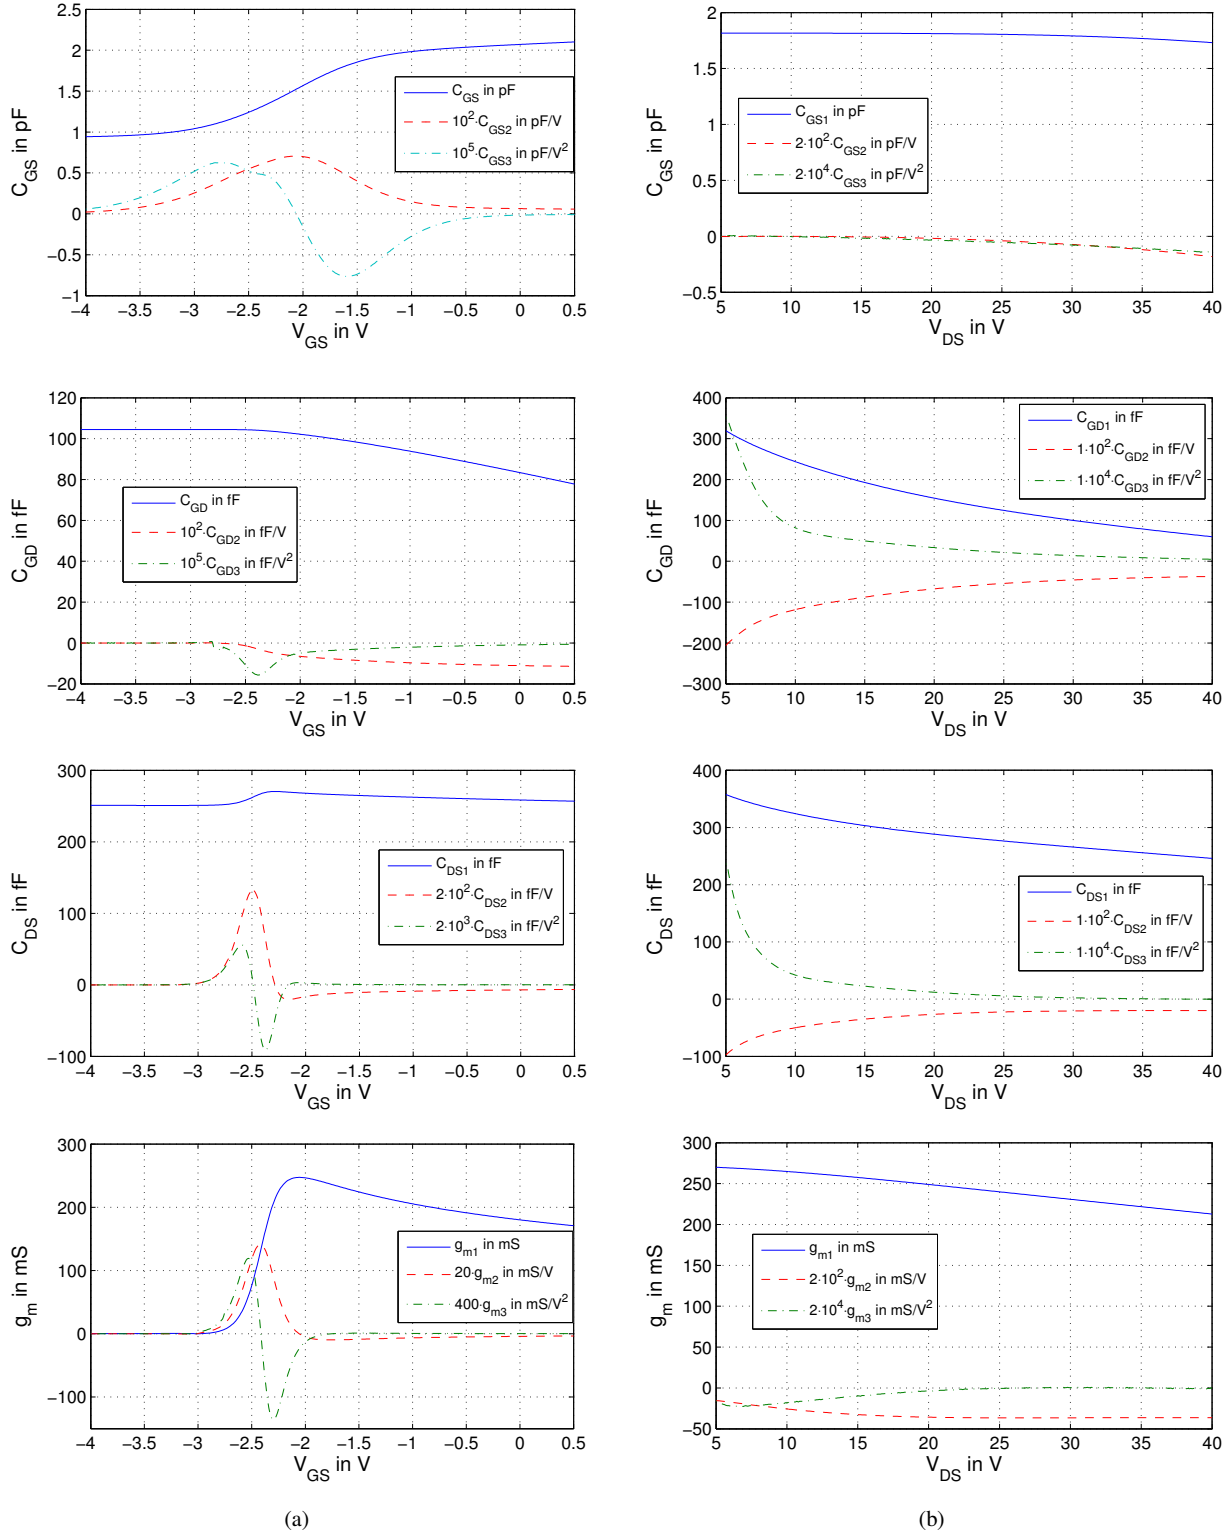 2.5
2
1.5
1
0.5
0
−0.5
−1
C_GS in pF
C_GS in pF
10^2·C_GS2 in pF/V
10^5·C_GS3 in pF/V^2
−4 −3.5 −3 −2.5 −2 −1.5 −1 −0.5 0 0.5
V_GS in V
2
1.5
1
0.5
0
−0.5
C_GS in pF
C_GS1 in pF
2·10^2·C_GS2 in pF/V
2·10^4·C_GS3 in pF/V^2
5 10 15 20 25 30 35 40
V_DS in V
120
100
80
60
40
20
0
−20
C_GD in fF
C_GD in fF
10^2·C_GD2 in fF/V
10^5·C_GD3 in fF/V^2
−4 −3.5 −3 −2.5 −2 −1.5 −1 −0.5 0 0.5
V_GS in V
400
300
200
100
0
−100
−200
−300
C_GD in fF
C_GD1 in fF
1·10^2·C_GD2 in fF/V
1·10^4·C_GD3 in fF/V^2
5 10 15 20 25 30 35 40
V_DS in V
300
200
100
0
−100
C_DS in fF
C_DS1 in fF
2·10^2·C_DS2 in fF/V
2·10^3·C_DS3 in fF/V^2
−4 −3.5 −3 −2.5 −2 −1.5 −1 −0.5 0 0.5
V_GS in V
400
300
200
100
0
−100
C_DS in fF
C_DS1 in fF
1·10^2·C_DS2 in fF/V
1·10^4·C_DS3 in fF/V^2
5 10 15 20 25 30 35 40
V_DS in V
300
200
100
0
−100
g_m in mS
g_m1 in mS
20·g_m2 in mS/V
400·g_m3 in mS/V^2
−4 −3.5 −3 −2.5 −2 −1.5 −1 −0.5 0 0.5
V_GS in V
300
250
200
150
100
50
0
−50
g_m in mS
g_m1 in mS
2·10^2·g_m2 in mS/V
2·10^4·g_m3 in mS/V^2
5 10 15 20 25 30 35 40
V_DS in V
(a)
(b)